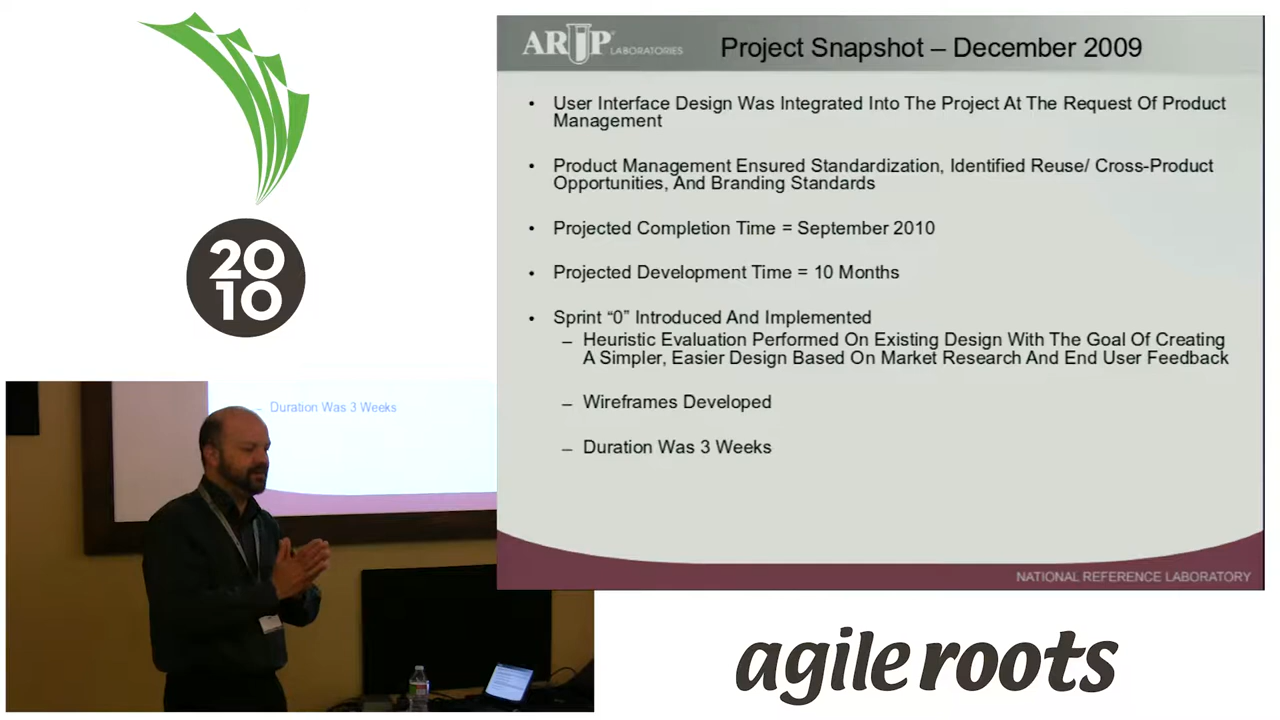 20
10
ARUP LABORATORIES
Project Snapshot – December 2009
• User Interface Design Was Integrated Into The Project At The Request Of Product
Management
• Product Management Ensured Standardization, Identified Reuse/ Cross-Product
Opportunities, And Branding Standards
• Projected Completion Time = September 2010
• Projected Development Time = 10 Months
• Sprint “0” Introduced And Implemented
– Heuristic Evaluation Performed On Existing Design With The Goal Of Creating
A Simpler, Easier Design Based On Market Research And End User Feedback
– Wireframes Developed
– Duration Was 3 Weeks
NATIONAL REFERENCE LABORATORY
– Duration Was 3 Weeks
agile roots